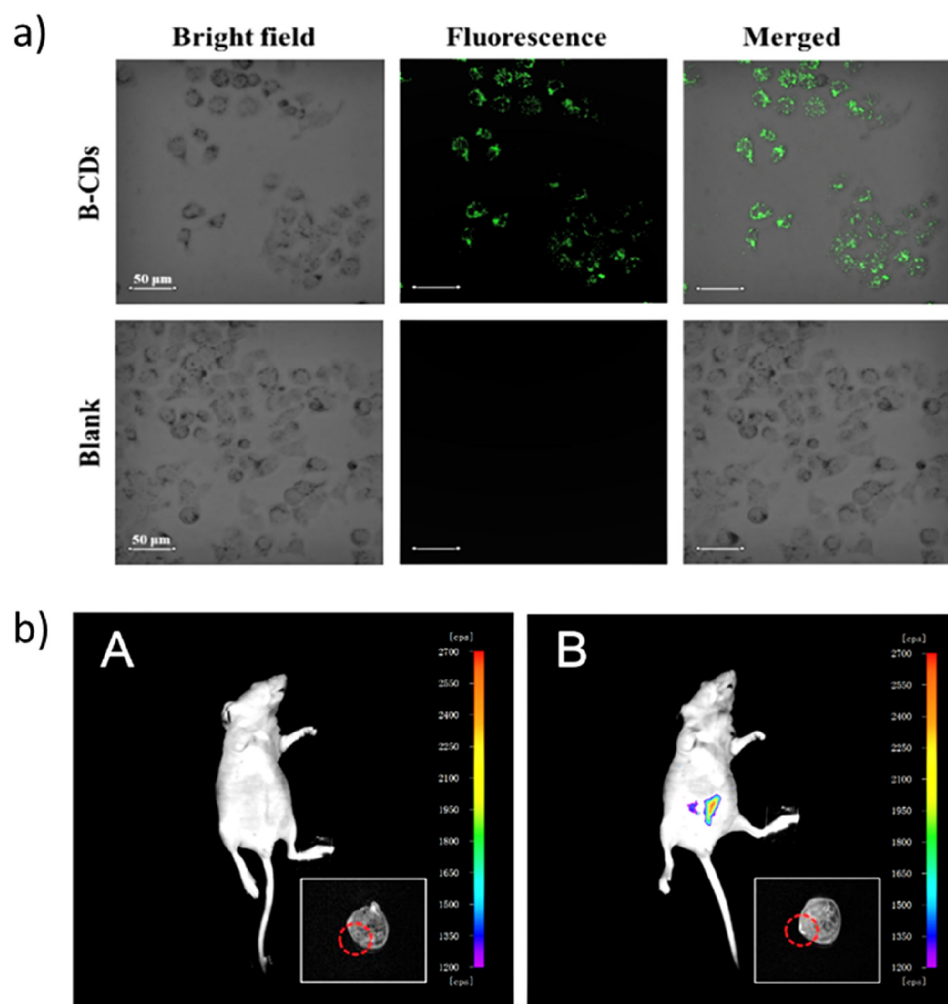 a)
Bright field
Fluorescence
Merged
B-CDs
50 μm
Blank
50 μm
b)
A
[cps]
2700
2550
2400
2250
2100
1950
1800
1650
1500
1350
1200
[cps]
B
[cps]
2700
2550
2400
2250
2100
1950
1800
1650
1500
1350
1200
[cps]